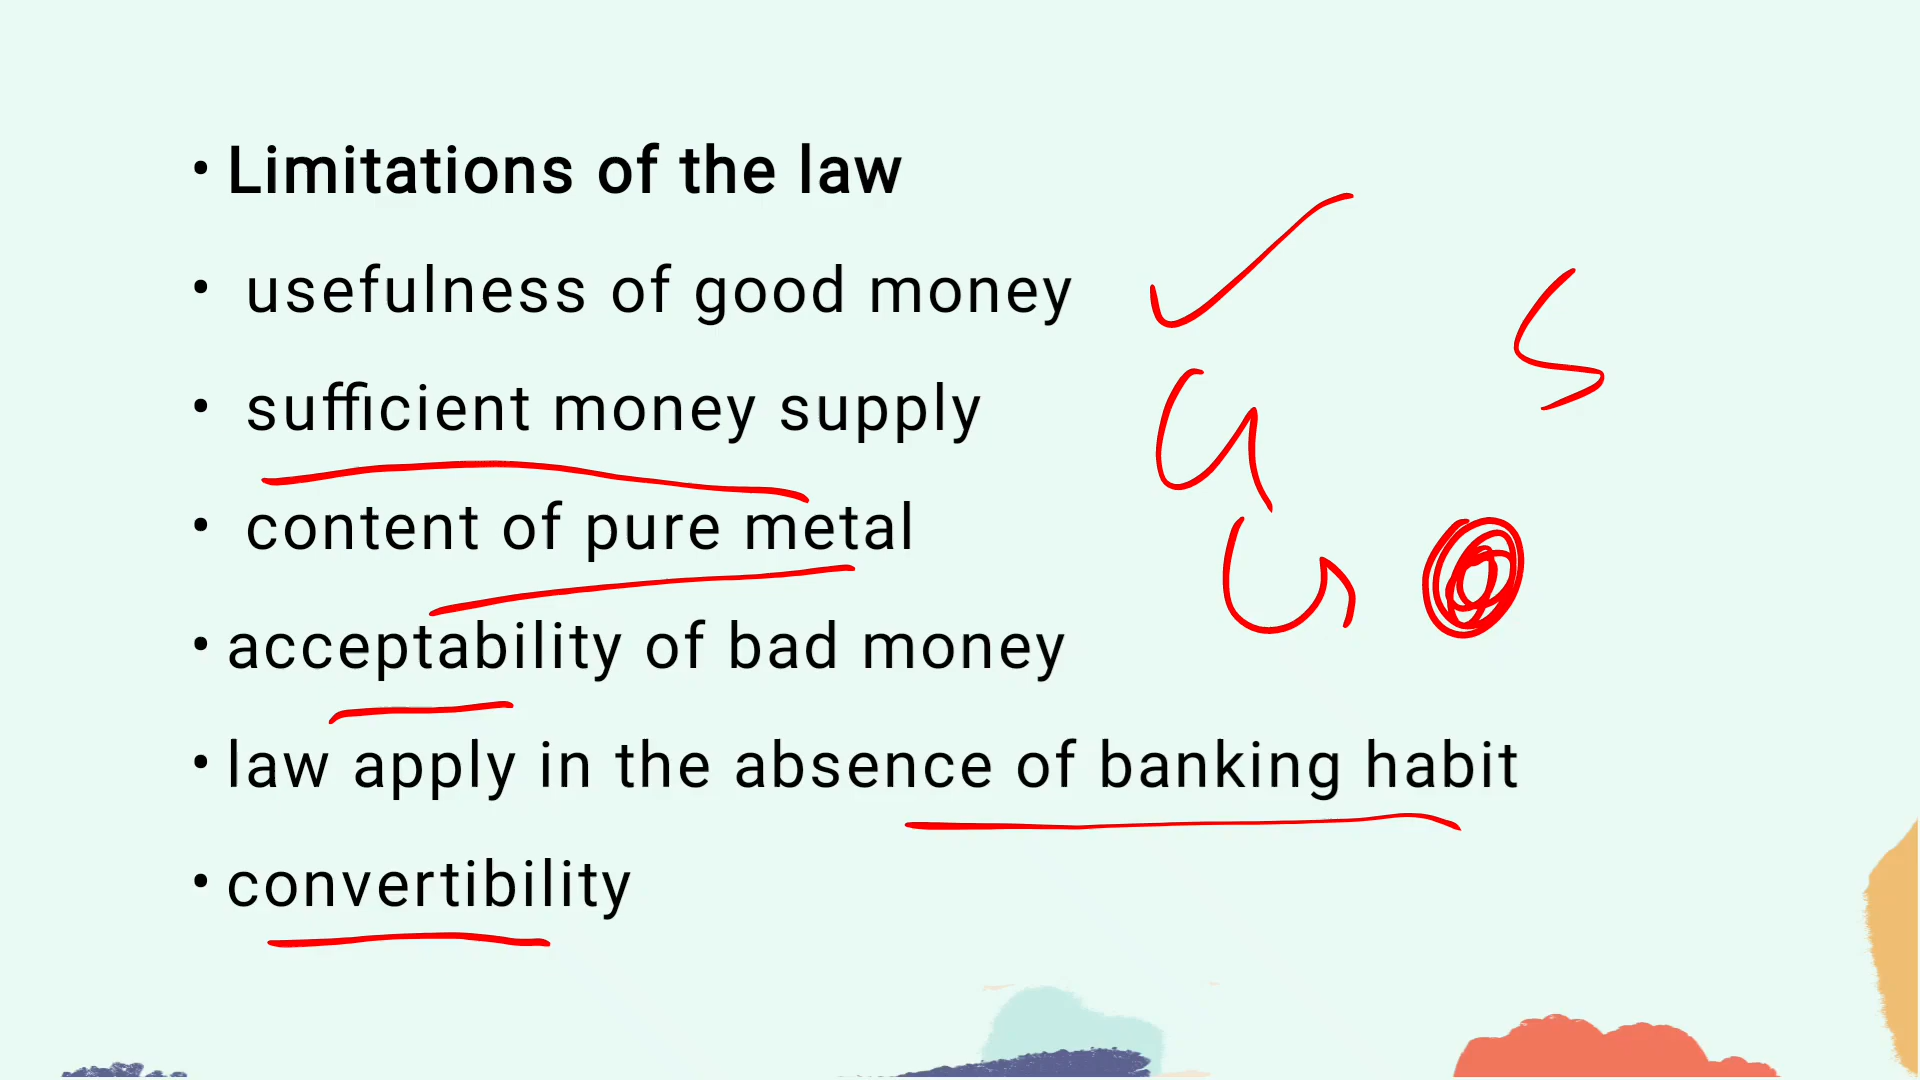 • Limitations of the law
• usefulness of good money
• sufficient money supply
• content of pure metal
• acceptability of bad money
• law apply in the absence of banking habit
• convertibility